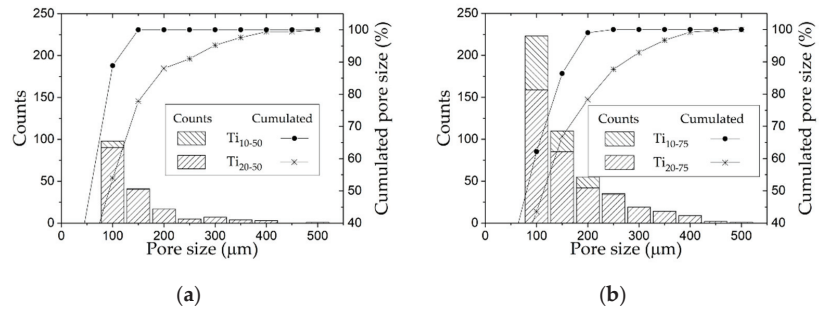 250
200
150
100
50
0
Counts
100
90
80
70
60
50
40
Cumulated pore size (%)
Counts Cumulated
Ti10-50
Ti20-50
0 100 200 300 400 500
Pore size (μm)
(a)
250
200
150
100
50
0
Counts
100
90
80
70
60
50
40
Cumulated pore size (%)
Counts Cumulated
Ti10-75
Ti20-75
0 100 200 300 400 500
Pore size (μm)
(b)